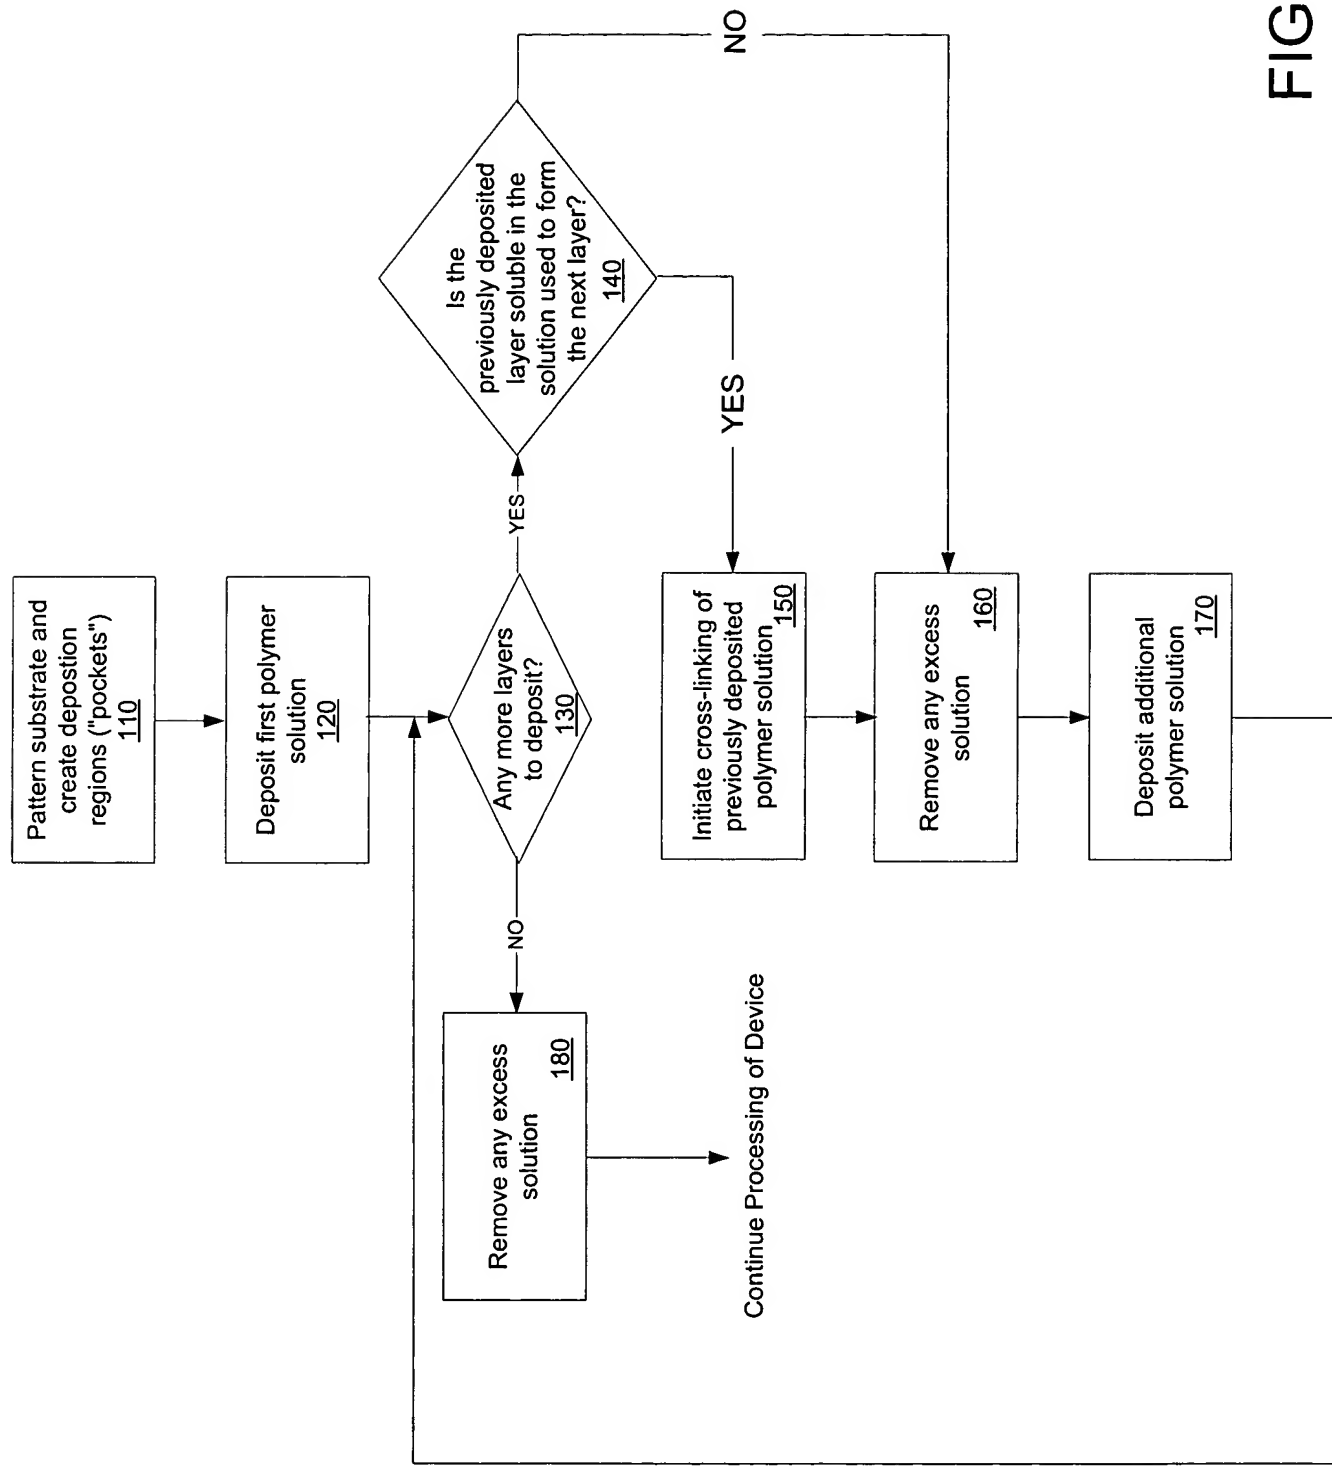 Pattern substrate and
create depostion
regions ("pockets")
110
Deposit first polymer
solution
120
Any more layers
to deposit?
130
YES
NO
Is the
previously deposited
layer soluble in the
solution used to form
the next layer?
140
NO
YES
Initiate cross-linking of
previously deposited
polymer solution
150
Remove any excess
solution
160
Deposit additional
polymer solution
170
Remove any excess
solution
180
Continue Processing of Device
FIG